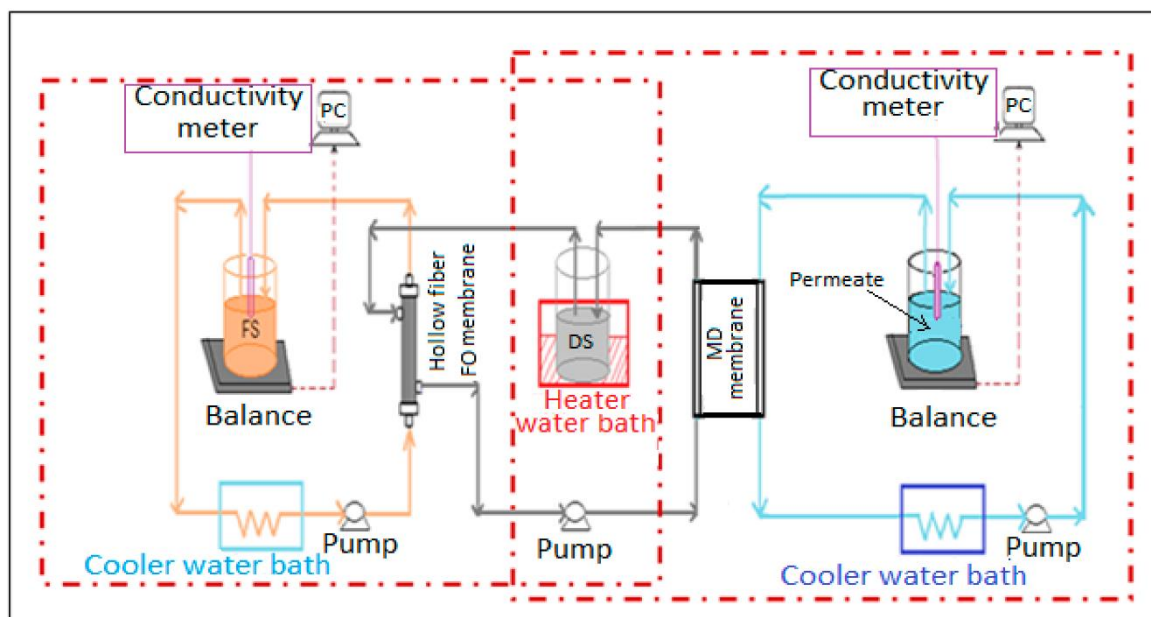 Conductivity
meter
PC
FS
Balance
Cooler water bath
Pump
Hollow fiber
FO membrane
DS
Heater
water bath
Pump
MD
membrane
Conductivity
meter
PC
Permeate
Balance
Cooler water bath
Pump